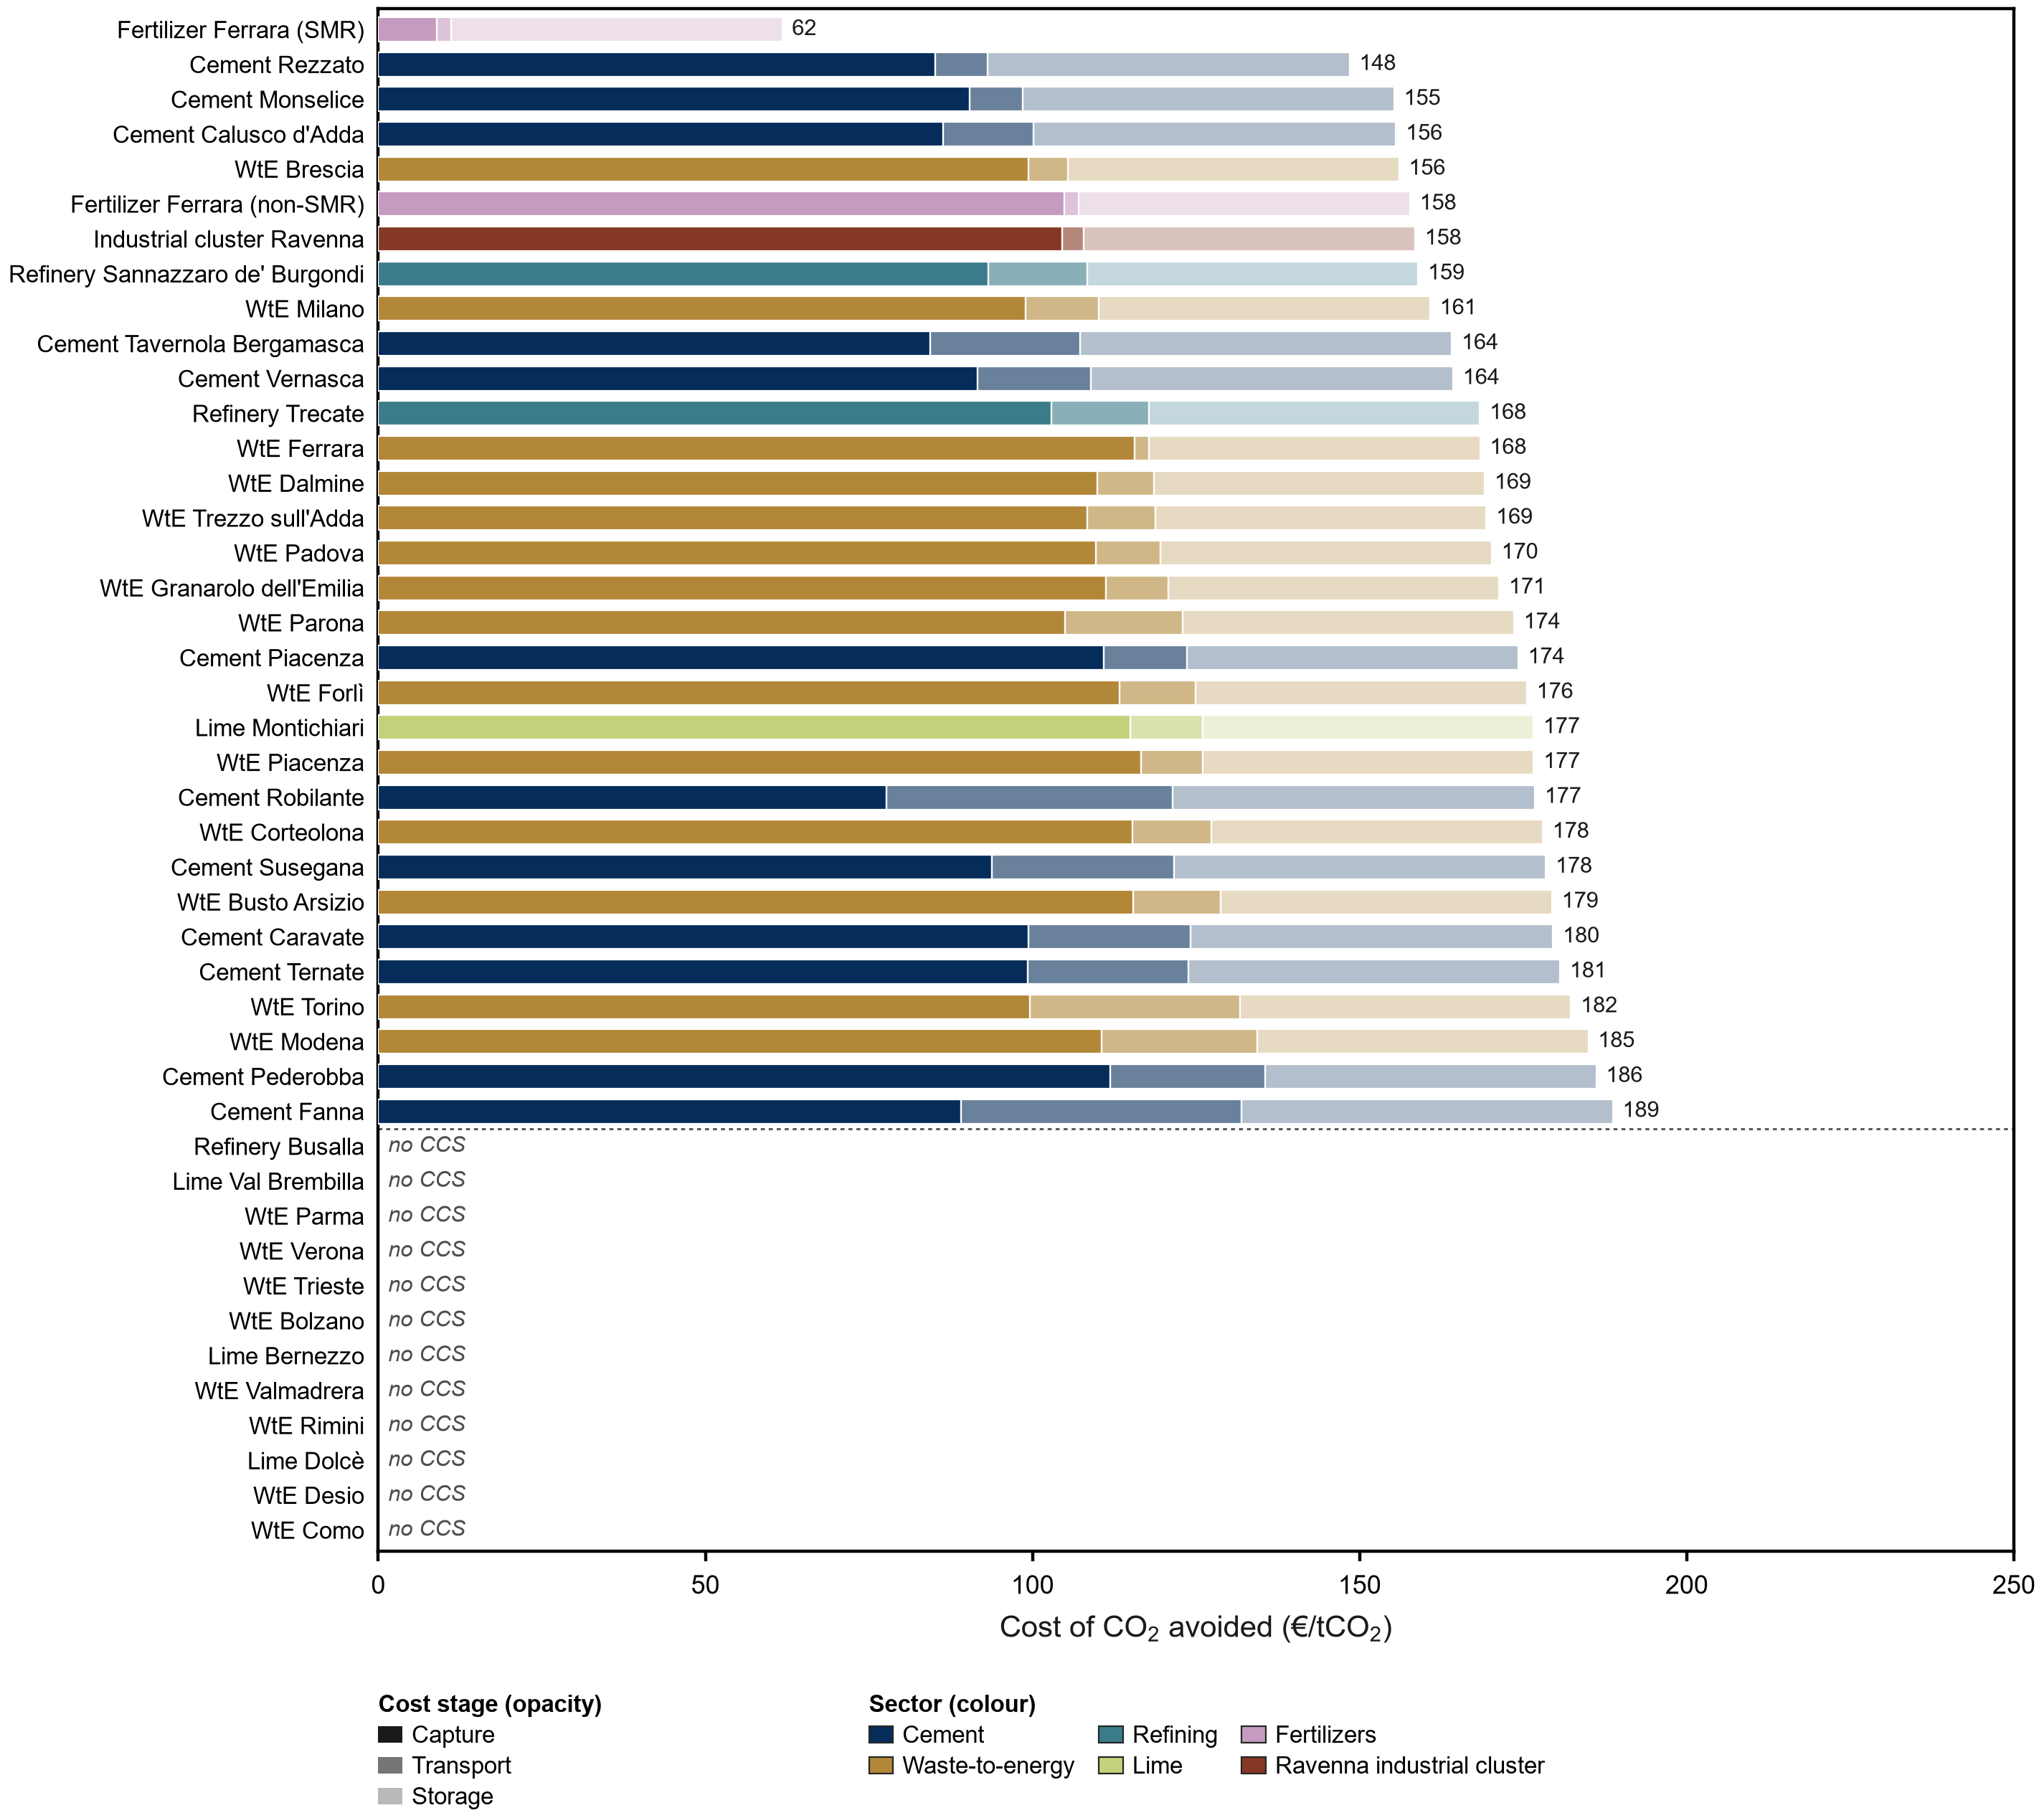 Fertilizer Ferrara (SMR) 62
Cement Rezzato 148
Cement Monselice 155
Cement Calusco d'Adda 156
WtE Brescia 156
Fertilizer Ferrara (non-SMR) 158
Industrial cluster Ravenna 158
Refinery Sannazzaro de' Burgondi 159
WtE Milano 161
Cement Tavernola Bergamasca 164
Cement Vernasca 164
Refinery Trecate 168
WtE Ferrara 168
WtE Dalmine 169
WtE Trezzo sull'Adda 169
WtE Padova 170
WtE Granarolo dell'Emilia 171
WtE Parona 174
Cement Piacenza 174
WtE Forlì 176
Lime Montichiari 177
WtE Piacenza 177
Cement Robilante 177
WtE Corteolona 178
Cement Susegana 178
WtE Busto Arsizio 179
Cement Caravate 180
Cement Ternate 181
WtE Torino 182
WtE Modena 185
Cement Pederobba 186
Cement Fanna 189
Refinery Busalla no CCS
Lime Val Brembilla no CCS
WtE Parma no CCS
WtE Verona no CCS
WtE Trieste no CCS
WtE Bolzano no CCS
Lime Bernezzo no CCS
WtE Valmadrera no CCS
WtE Rimini no CCS
Lime Dolcè no CCS
WtE Desio no CCS
WtE Como no CCS
0 50 100 150 200 250
Cost of CO₂ avoided (€/tCO₂)
Cost stage (opacity)
Capture
Transport
Storage
Sector (colour)
Cement Refining Fertilizers
Waste-to-energy Lime Ravenna industrial cluster